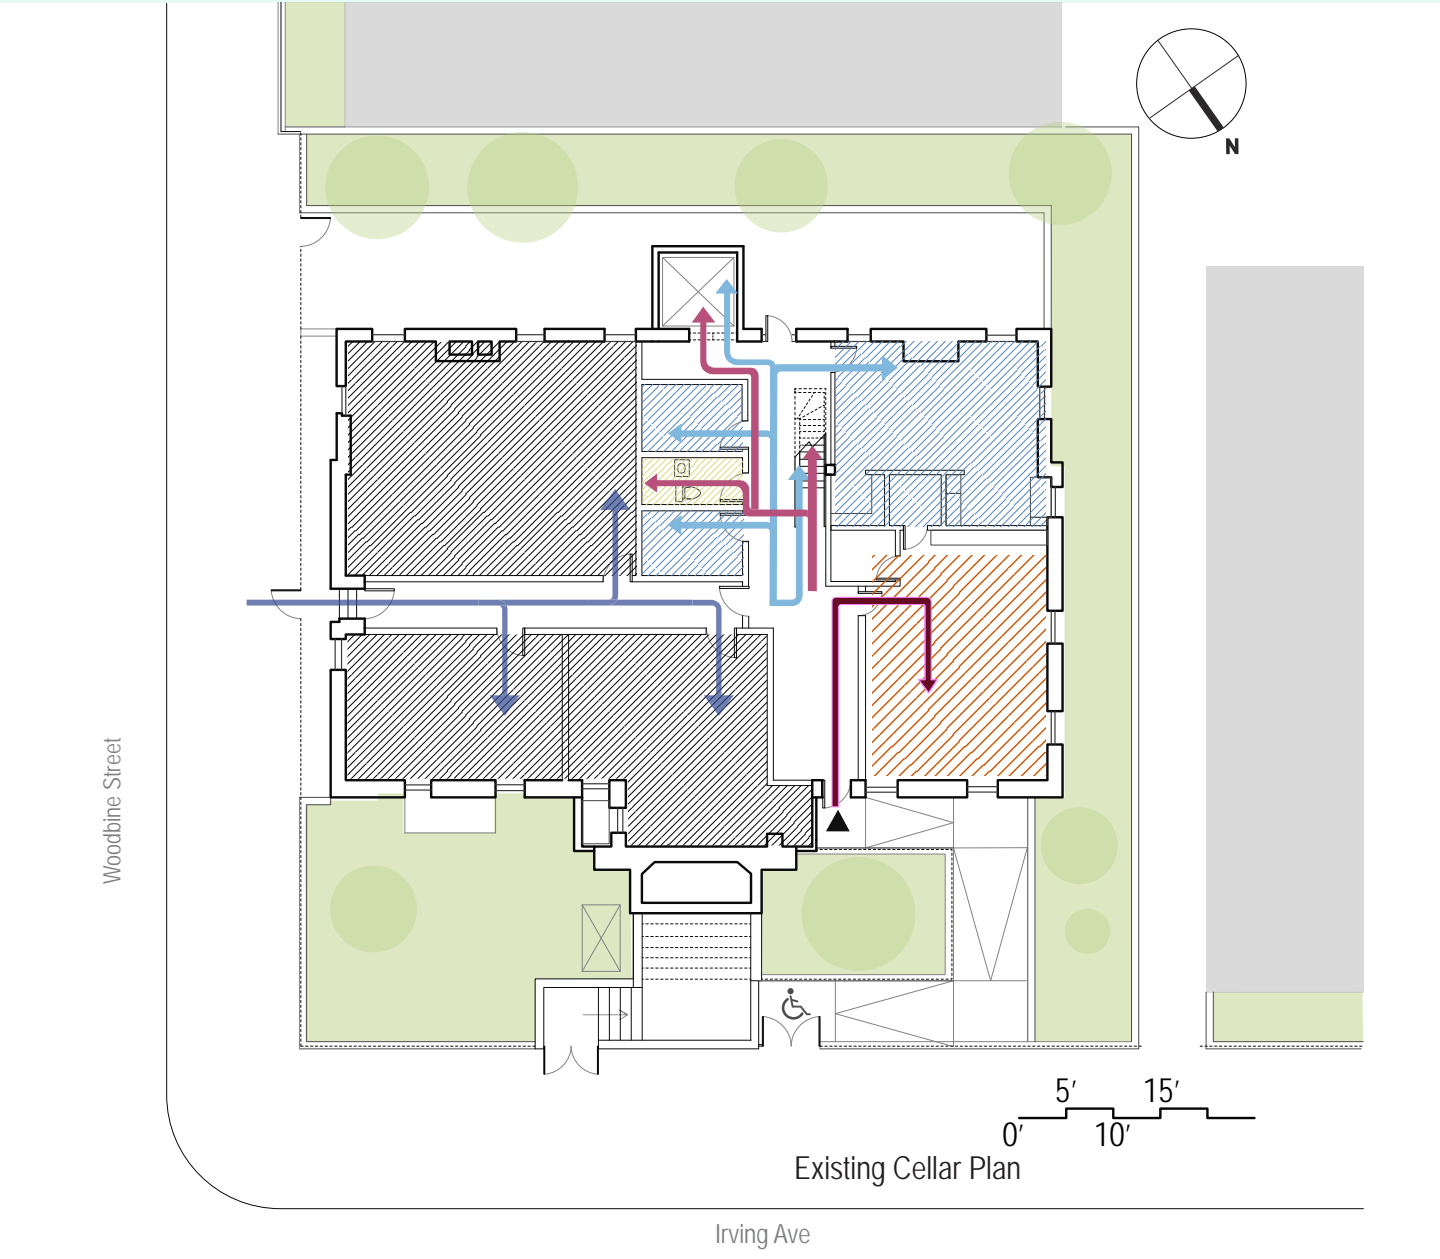 N
Woodbine Street
5′ 15′
0′ 10′
Existing Cellar Plan
Irving Ave